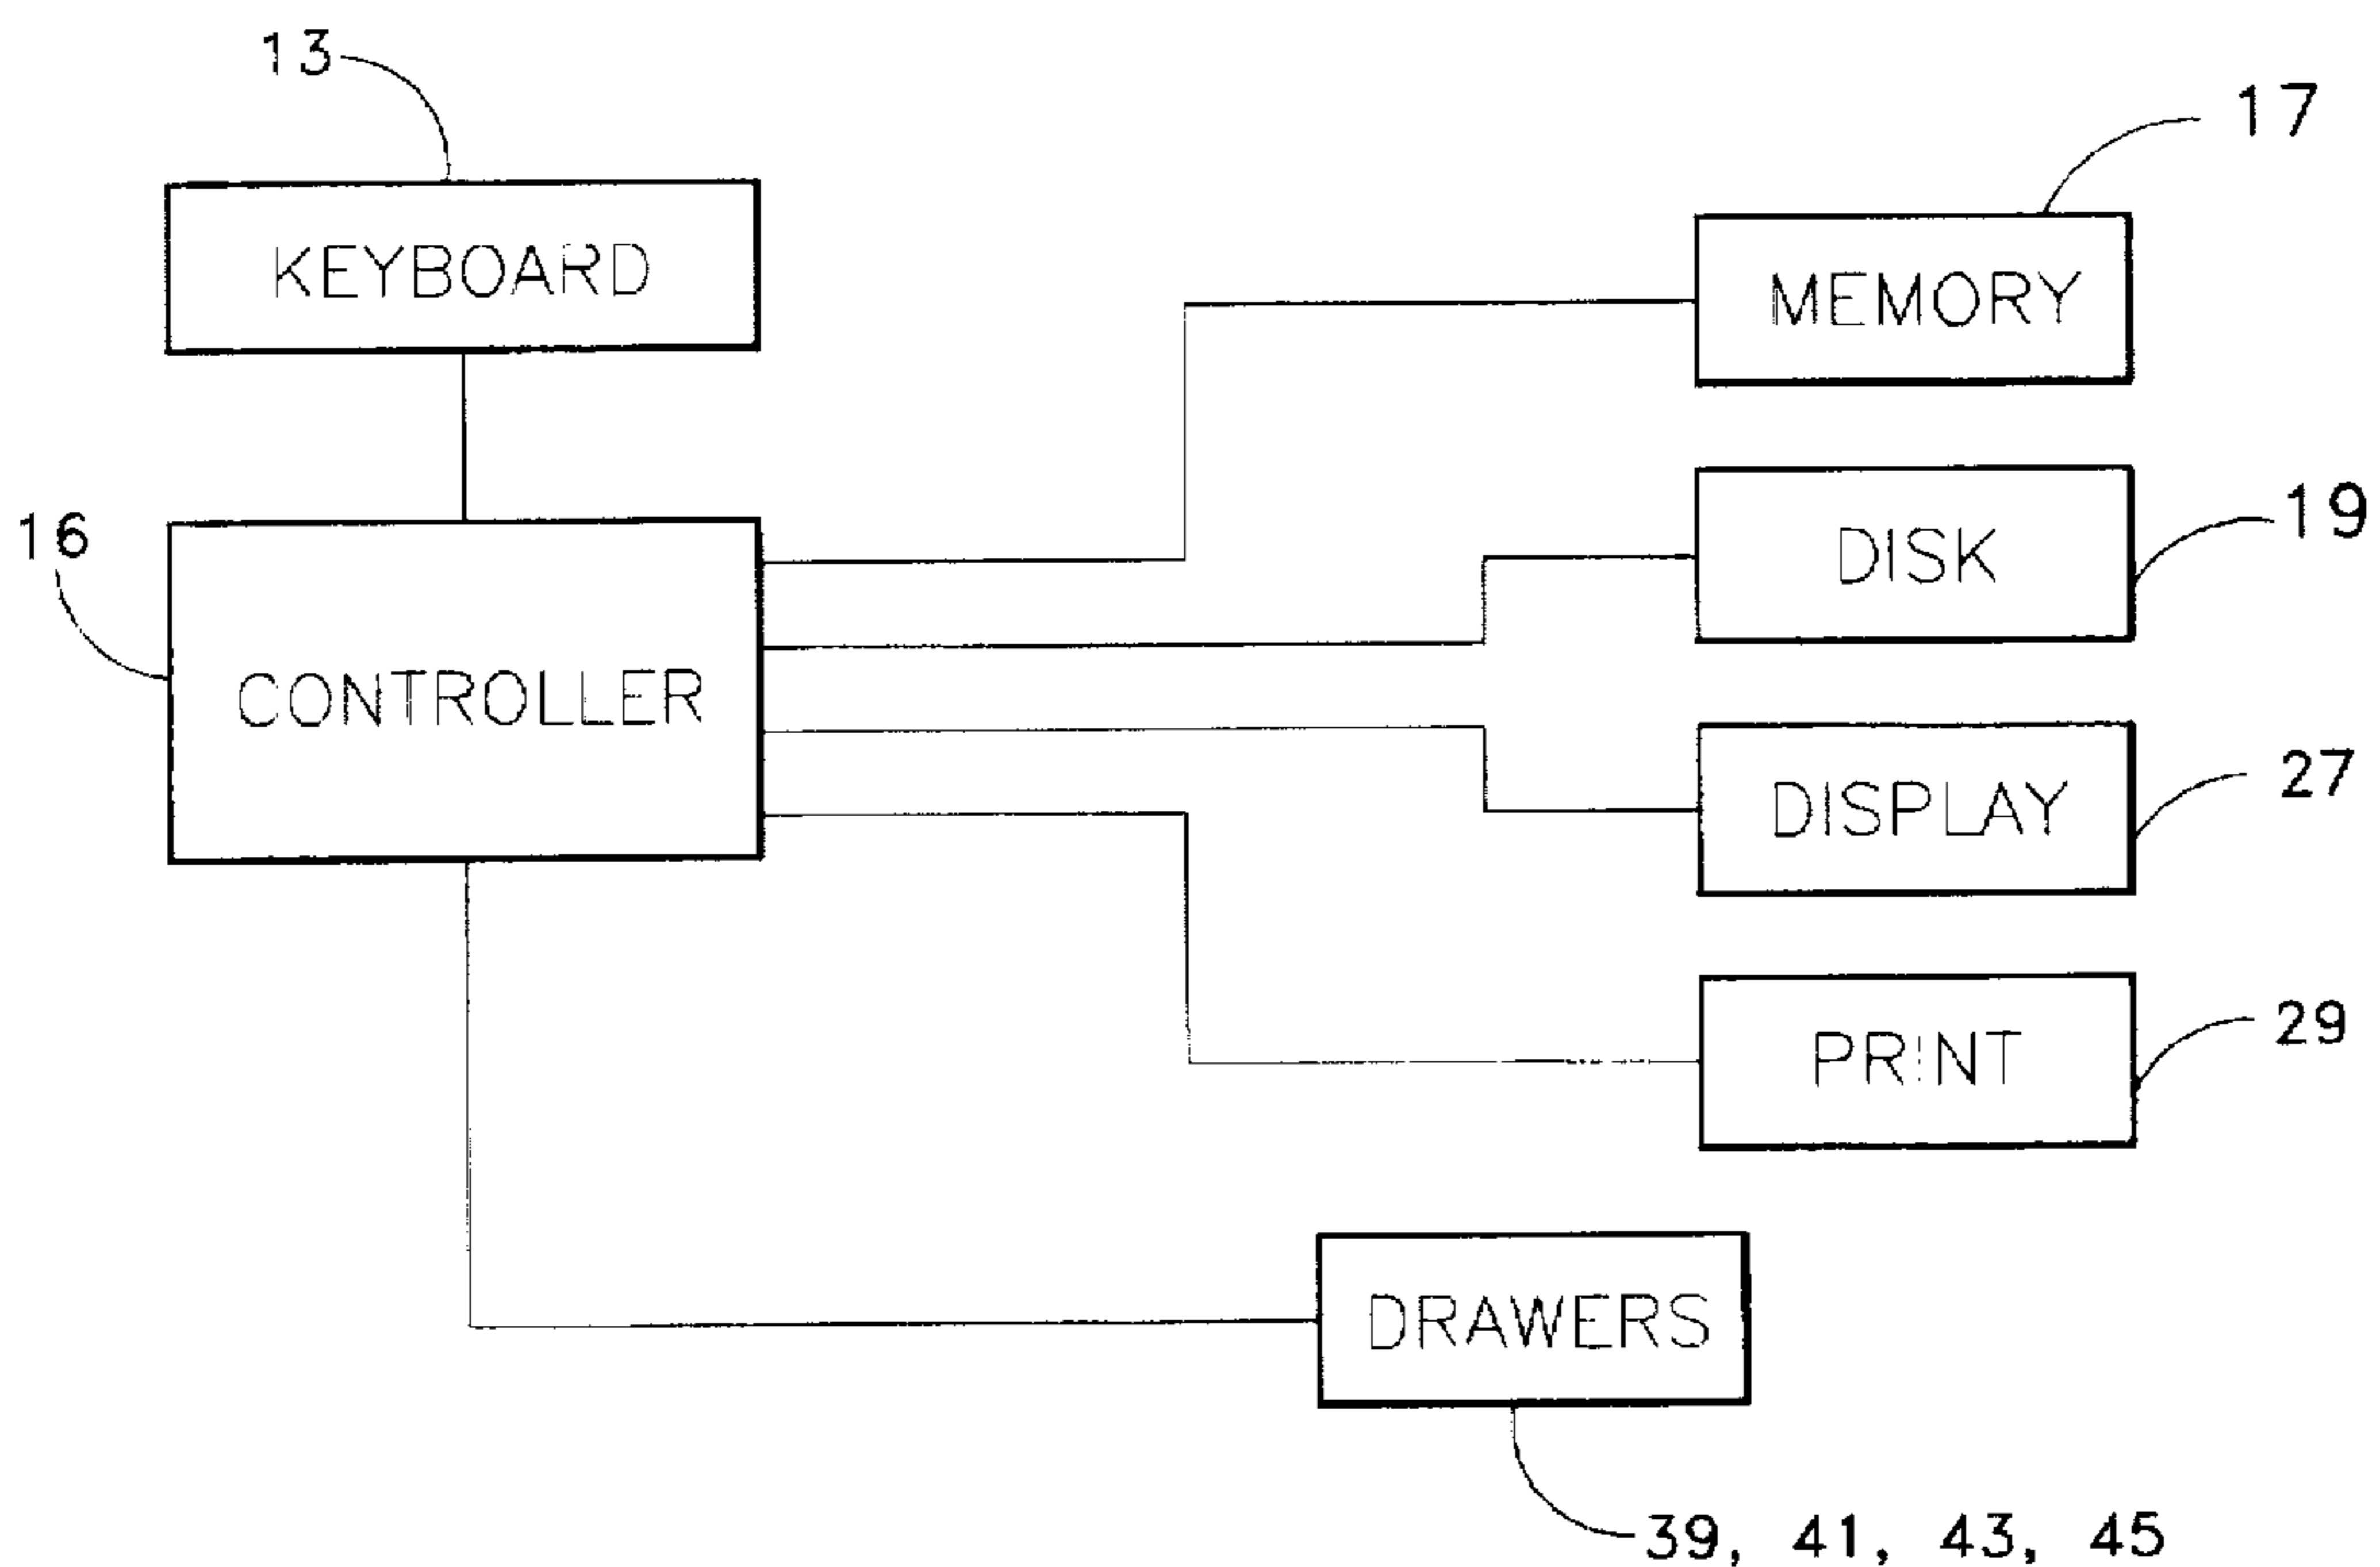 13
17
KEYBOARD
MEMORY
16
19
DISK
CONTROLLER
27
DISPLAY
29
PRINT
DRAWERS
39, 41, 43, 45